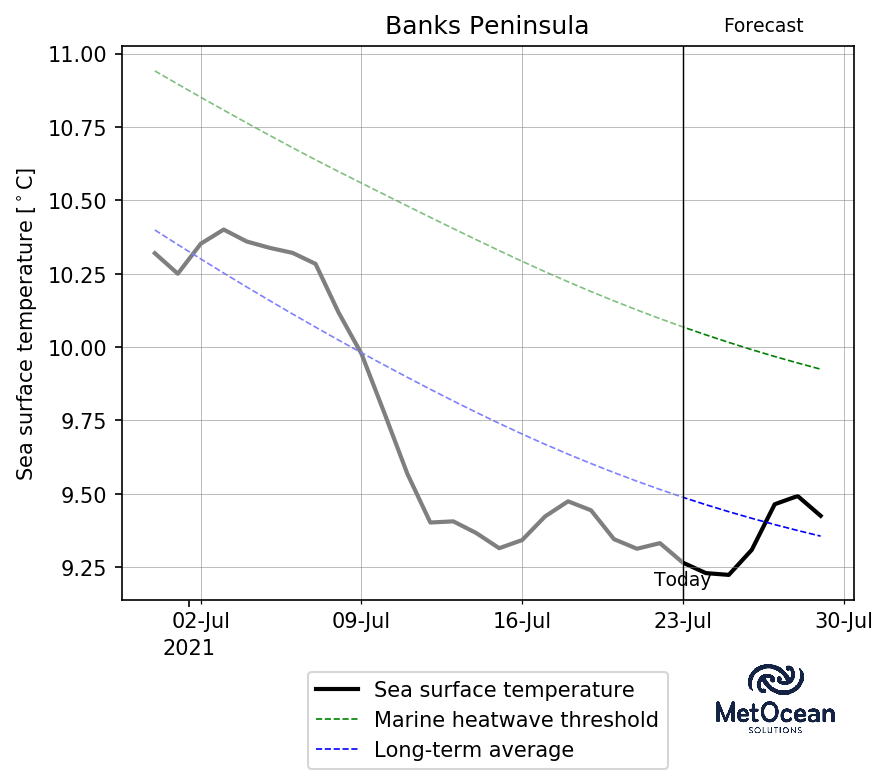 Banks Peninsula
Forecast
11.00
10.75
10.50
10.25
10.00
9.75
9.50
9.25
Sea surface temperature [°C]
Today
02-Jul
09-Jul
16-Jul
23-Jul
30-Jul
2021
Sea surface temperature
Marine heatwave threshold
Long-term average
MetOcean
SOLUTIONS